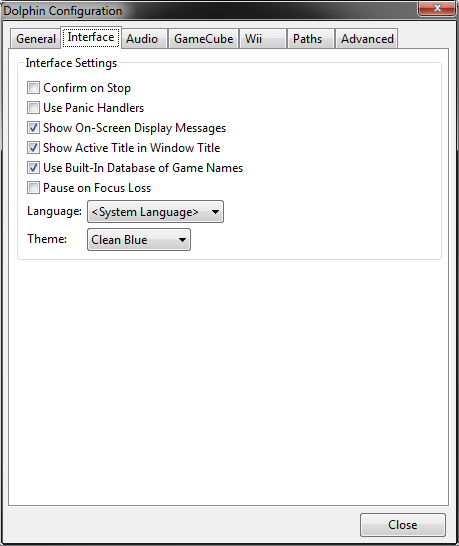 Dolphin Configuration
General Interface Audio GameCube Wii Paths Advanced
Interface Settings
Confirm on Stop
Use Panic Handlers
Show On-Screen Display Messages
Show Active Title in Window Title
Use Built-In Database of Game Names
Pause on Focus Loss
Language: <System Language>
Theme: Clean Blue
Close